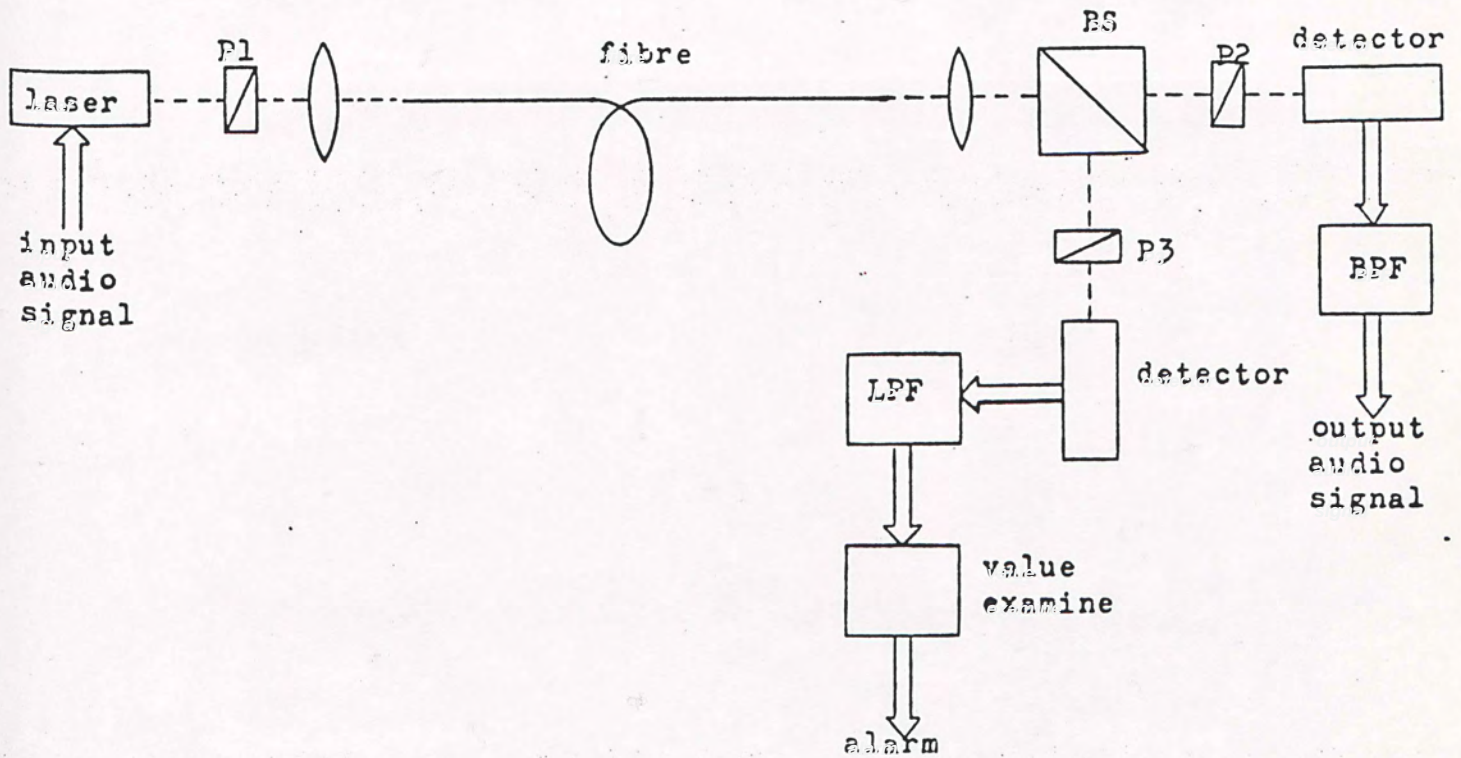 laser
P1
fibre
BS
P2
detector
input
audio
signal
P3
BPF
detector
LPF
output
audio
signal
value
examine
alarm